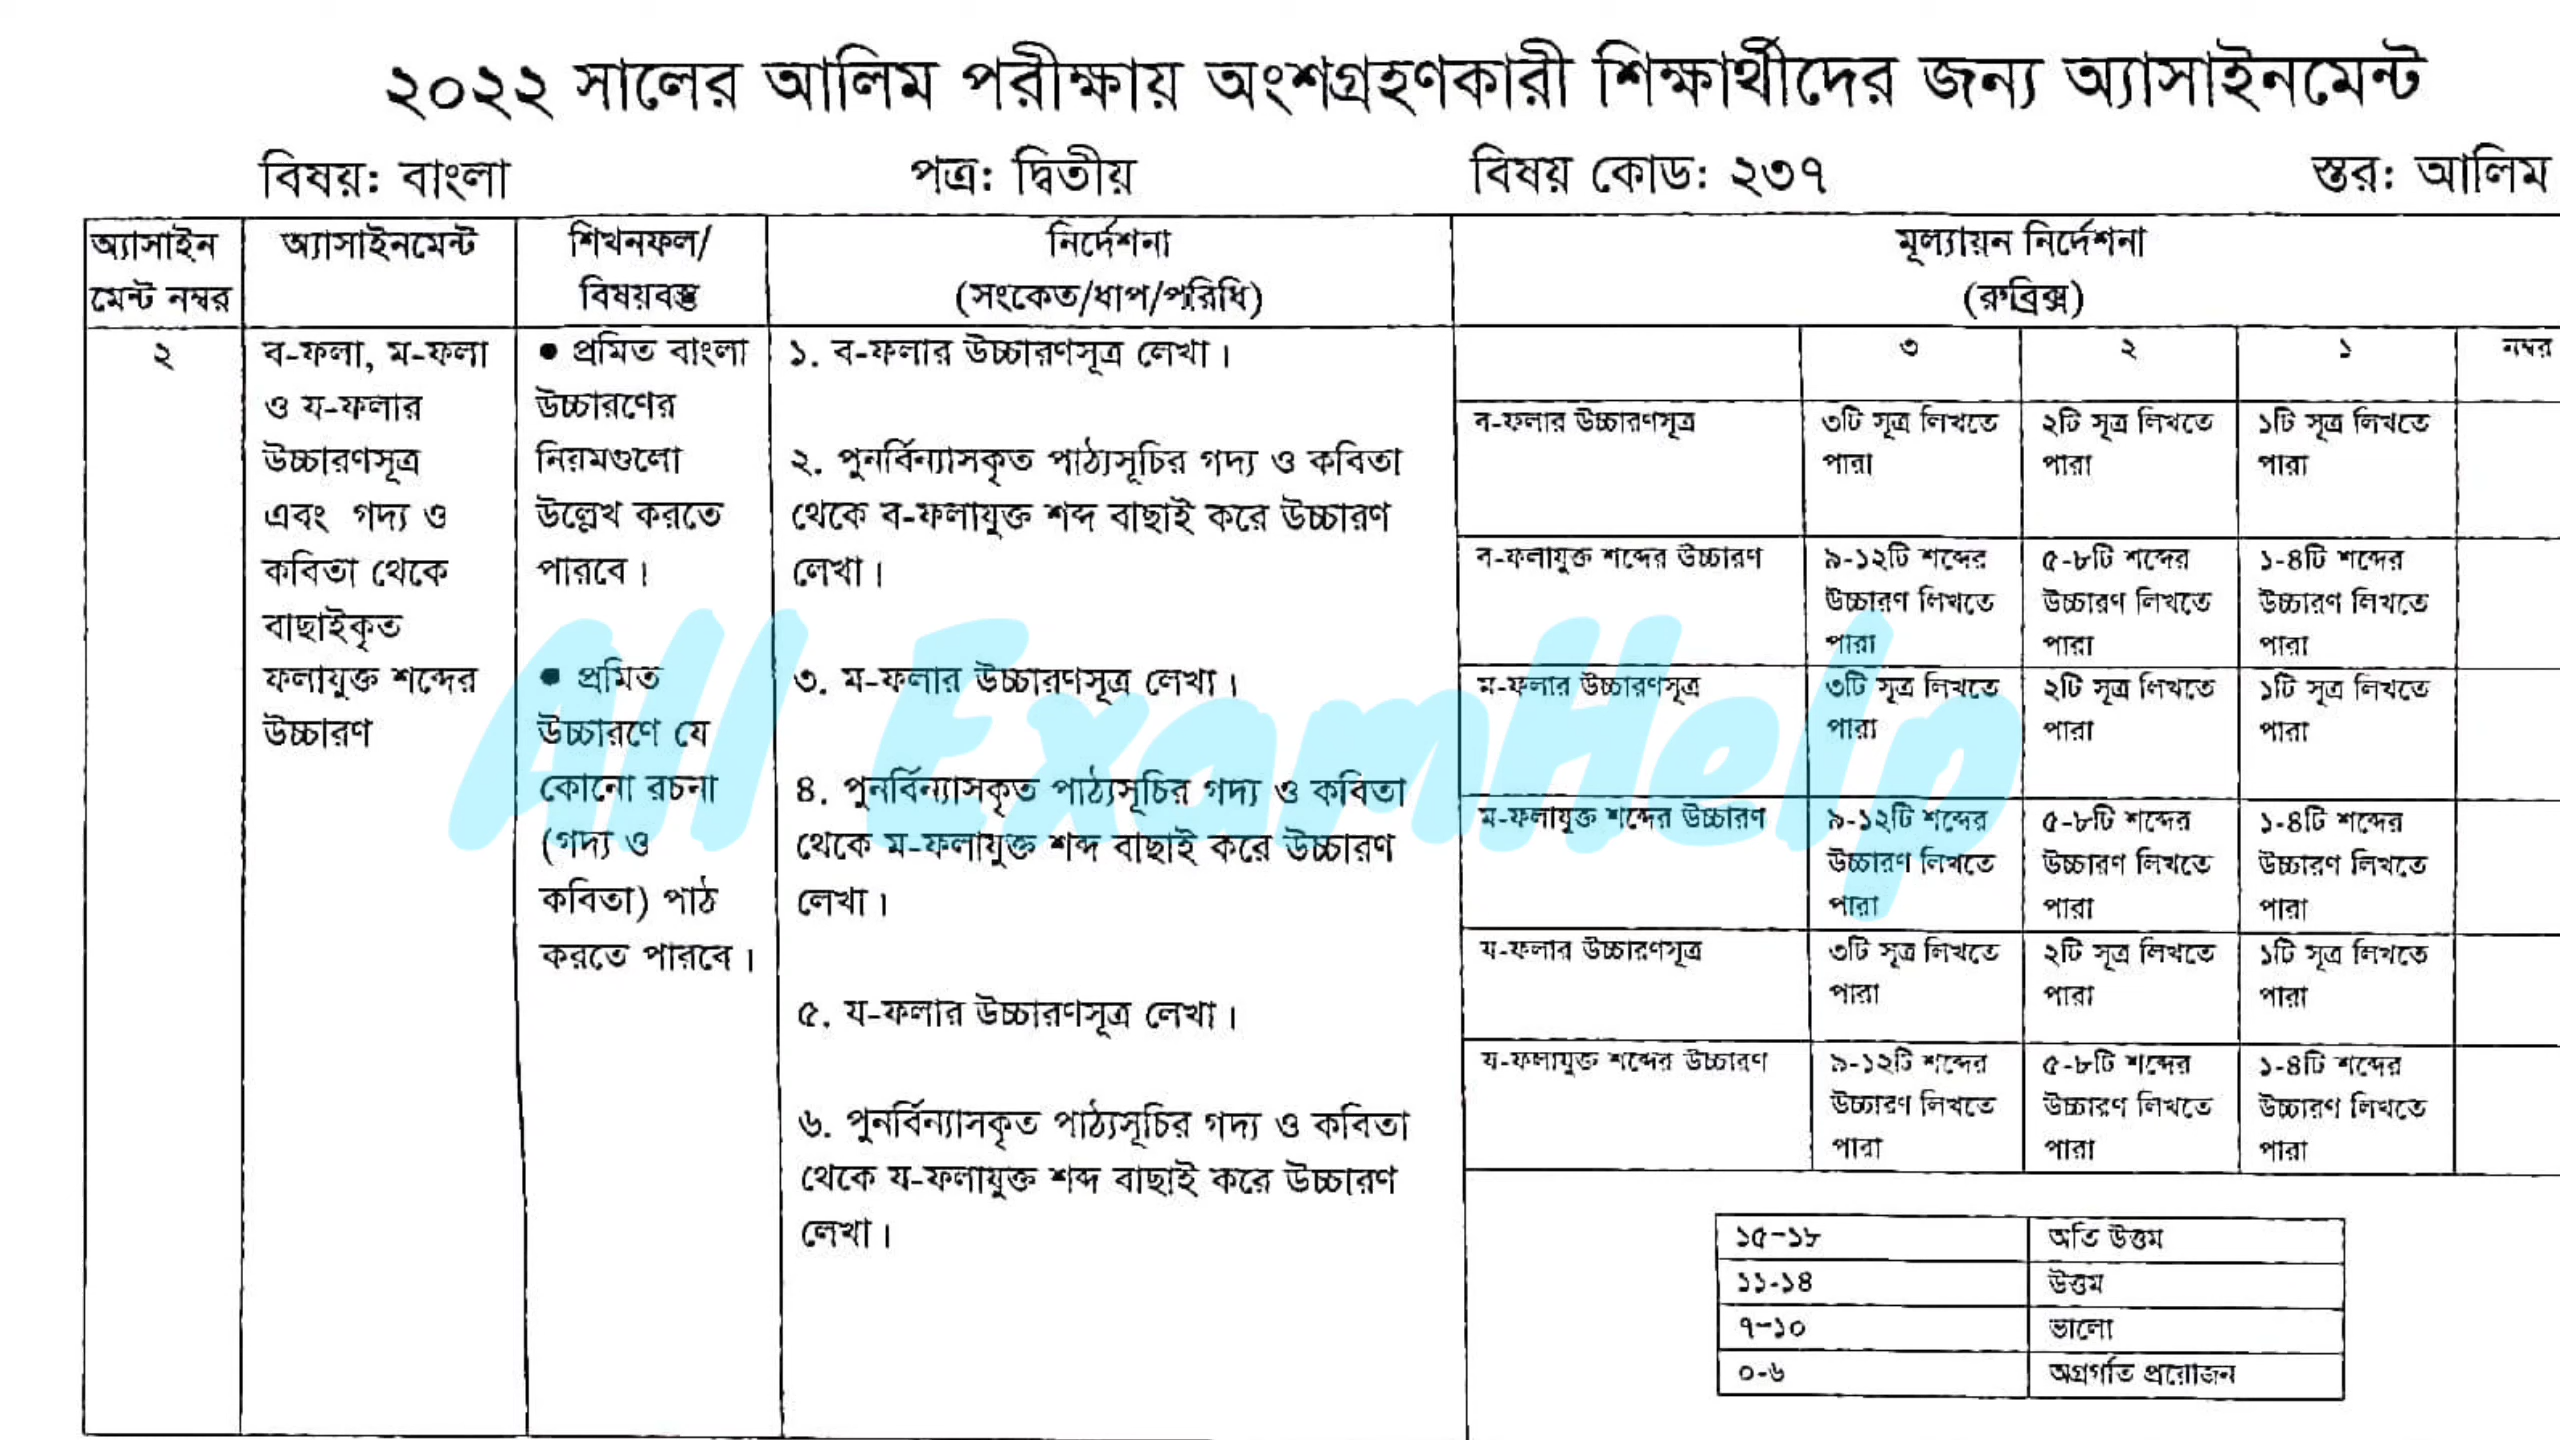 ২০২২ সালের আলিম পরীক্ষায় অংশগ্রহণকারী শিক্ষার্থীদের জন্য অ্যাসাইনমেন্ট
বিষয়: বাংলা পত্র: দ্বিতীয় বিষয় কোড: ২৩৭ স্তর: আলিম
অ্যাসাইন
মেন্ট নম্বর
অ্যাসাইনমেন্ট
শিখনফল/
বিষয়বস্তু
নির্দেশনা
(সংকেত/ধাপ/পরিধি)
মূল্যায়ন নির্দেশনা
(রুব্রিক্স)
২
ব-ফলা, ম-ফলা
ও য-ফলার
উচ্চারণসূত্র
এবং গদ্য ও
কবিতা থেকে
বাছাইকৃত
ফলাযুক্ত শব্দের
উচ্চারণ
• প্রমিত বাংলা
উচ্চারণের
নিয়মগুলো
উল্লেখ করতে
পারবে।
• প্রমিত
উচ্চারণে যে
কোনো রচনা
(গদ্য ও
কবিতা) পাঠ
করতে পারবে।
১. ব-ফলার উচ্চারণসূত্র লেখা।
২. পুনর্বিন্যাসকৃত পাঠ্যসূচির গদ্য ও কবিতা
থেকে ব-ফলাযুক্ত শব্দ বাছাই করে উচ্চারণ
লেখা।
৩. ম-ফলার উচ্চারণসূত্র লেখা।
৪. পুনর্বিন্যাসকৃত পাঠ্যসূচির গদ্য ও কবিতা
থেকে ম-ফলাযুক্ত শব্দ বাছাই করে উচ্চারণ
লেখা।
৫. য-ফলার উচ্চারণসূত্র লেখা।
৬. পুনর্বিন্যাসকৃত পাঠ্যসূচির গদ্য ও কবিতা
থেকে য-ফলাযুক্ত শব্দ বাছাই করে উচ্চারণ
লেখা।
৩ ২ ১ নম্বর
ব-ফলার উচ্চারণসূত্র
৩টি সূত্র লিখতে
পারা
২টি সূত্র লিখতে
পারা
১টি সূত্র লিখতে
পারা
ব-ফলাযুক্ত শব্দের উচ্চারণ
৯-১২টি শব্দের
উচ্চারণ লিখতে
পারা
৫-৮টি শব্দের
উচ্চারণ লিখতে
পারা
১-৪টি শব্দের
উচ্চারণ লিখতে
পারা
ম-ফলার উচ্চারণসূত্র
৩টি সূত্র লিখতে
পারা
২টি সূত্র লিখতে
পারা
১টি সূত্র লিখতে
পারা
ম-ফলাযুক্ত শব্দের উচ্চারণ
৯-১২টি শব্দের
উচ্চারণ লিখতে
পারা
৫-৮টি শব্দের
উচ্চারণ লিখতে
পারা
১-৪টি শব্দের
উচ্চারণ লিখতে
পারা
য-ফলার উচ্চারণসূত্র
৩টি সূত্র লিখতে
পারা
২টি সূত্র লিখতে
পারা
১টি সূত্র লিখতে
পারা
য-ফলাযুক্ত শব্দের উচ্চারণ
৯-১২টি শব্দের
উচ্চারণ লিখতে
পারা
৫-৮টি শব্দের
উচ্চারণ লিখতে
পারা
১-৪টি শব্দের
উচ্চারণ লিখতে
পারা
১৫-১৮ অতি উত্তম
১১-১৪ উত্তম
৭-১০ ভালো
০-৬ অগ্রগতি প্রয়োজন
All ExamHelp